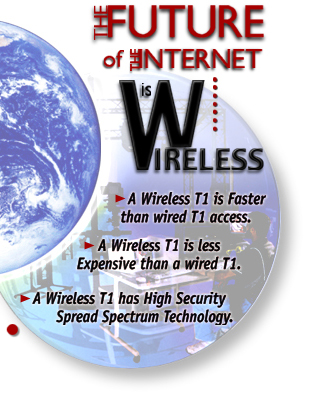 THE FUTURE
of THE INTERNET
is
WIRELESS
A Wireless T1 is Faster
than wired T1 access.
A Wireless T1 is less
Expensive than a wired T1.
A Wireless T1 has High Security
Spread Spectrum Technology.